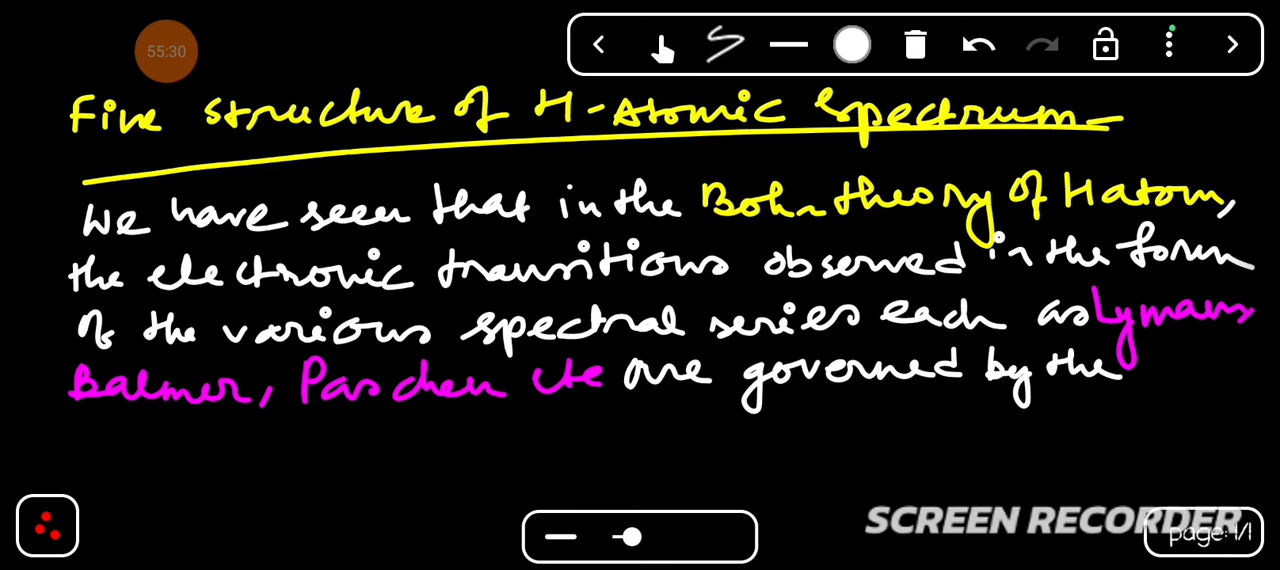 55:30
Fine structure of H-Atomic Spectrum-
We have seen that in the Bohr theory of H atom,
the electronic transitions observed in the form
of the various spectral series each as Lymans
Balmer, Paschen etc are governed by the
SCREEN RECORDER
page:1/1